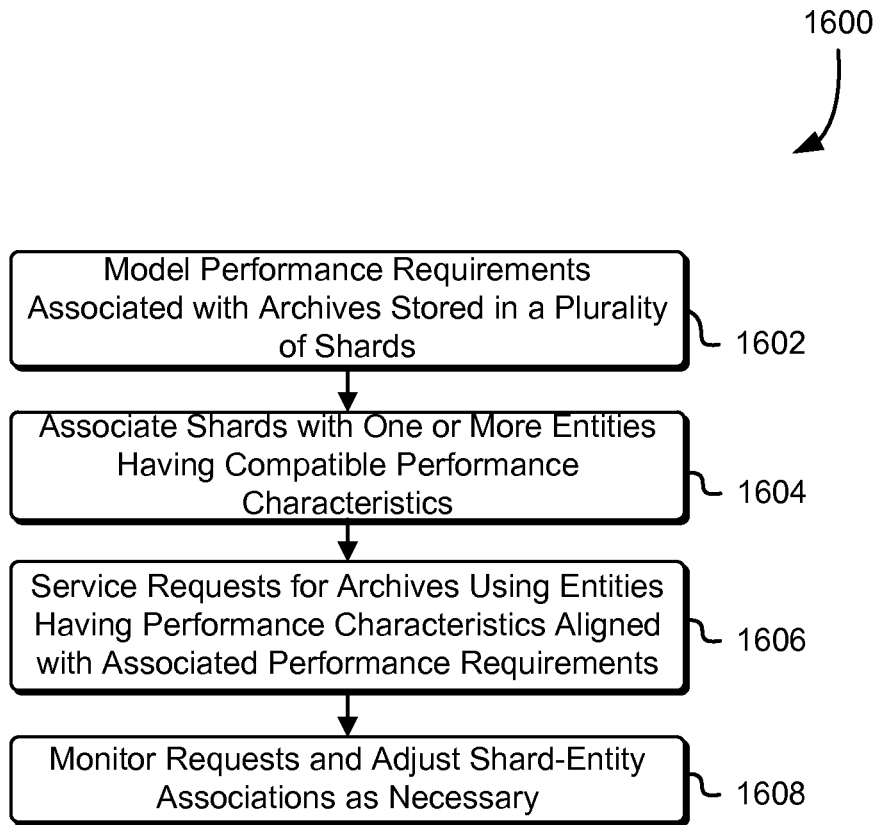 1600
Model Performance Requirements
Associated with Archives Stored in a Plurality
of Shards
1602
Associate Shards with One or More Entities
Having Compatible Performance
Characteristics
1604
Service Requests for Archives Using Entities
Having Performance Characteristics Aligned
with Associated Performance Requirements
1606
Monitor Requests and Adjust Shard-Entity
Associations as Necessary
1608